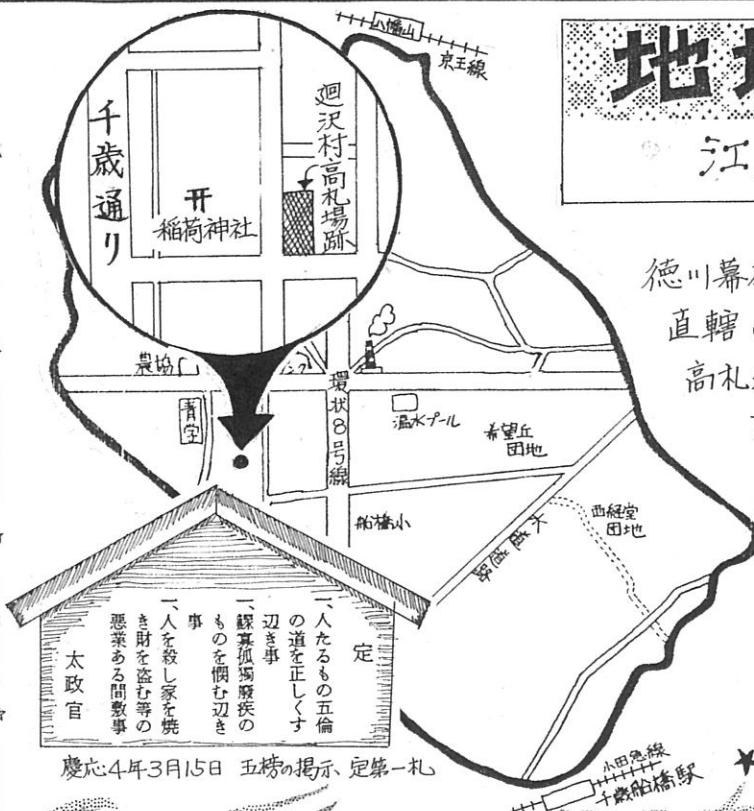 八幡山
京王線
地
江
千歳通り
稲荷神社
廻沢村・高札場跡
徳川幕
直轄
高札
農協
青学
環状8号線
温水プール
希望丘
団地
船橋小
西経堂
団地
定
一、人たるもの五倫
の道を正しくす
辺き事
一、鰥寡孤獨廢疾の
ものを憫む辺き
事
一、人を殺し家を焼
き財を盗む等の
悪業ある間敷事
太政官
慶応4年3月15日 五榜の掲示、定第一札
小田急線
千歳船橋駅